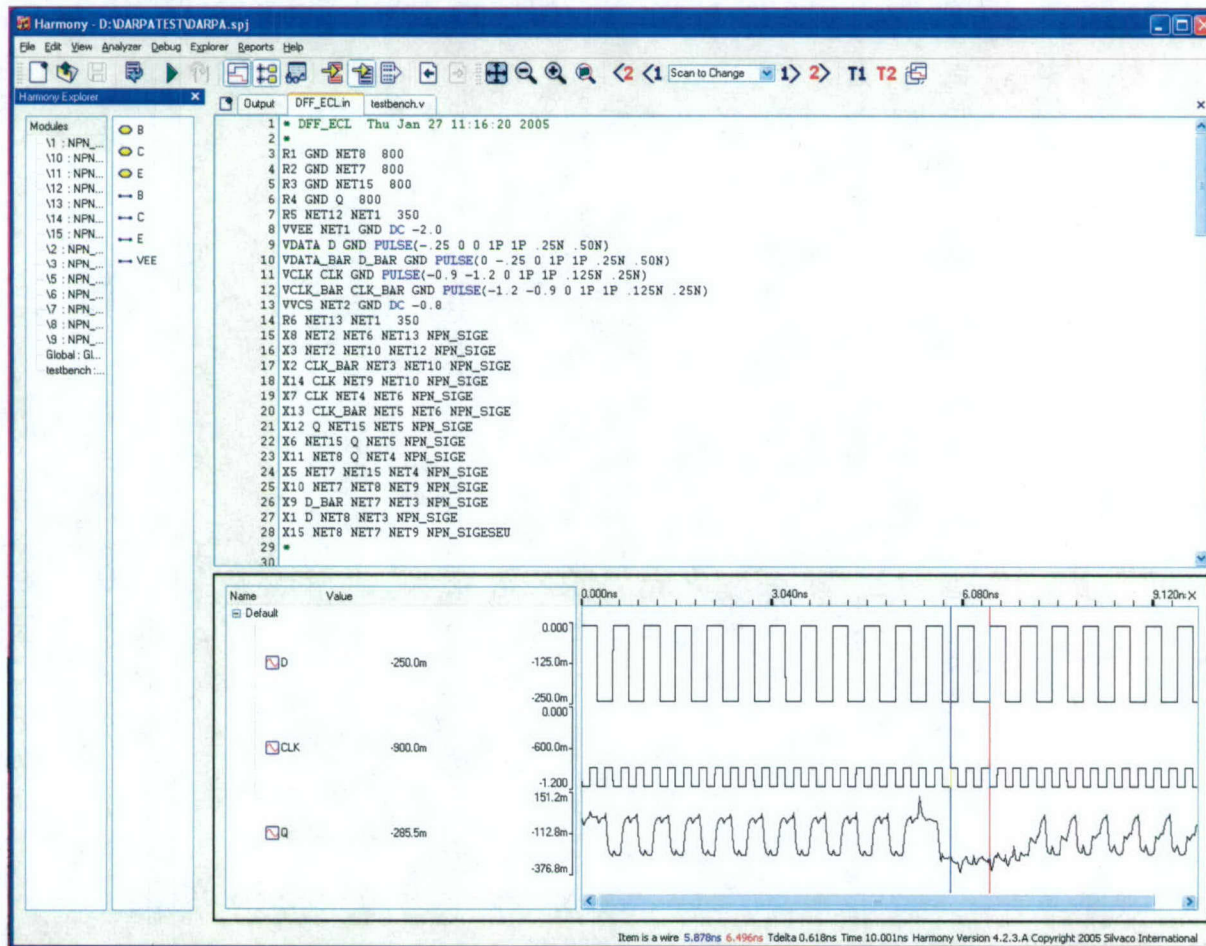 Harmony - D:\DARPATEST\DARPA.spj
File Edit View Analyzer Debug Explorer Reports Help
<2 <1 Scan to Change 1> 2> T1 T2
Harmony Explorer
Modules
\1 : NPN_...
\10 : NPN...
\11 : NPN...
\12 : NPN...
\13 : NPN...
\14 : NPN...
\15 : NPN...
\2 : NPN_...
\3 : NPN_...
\5 : NPN_...
\6 : NPN_...
\7 : NPN_...
\8 : NPN_...
\9 : NPN_...
Global : Gl...
testbench :...
B
C
E
B
C
E
VEE
Output DFF_ECL.in testbench.v
1 * DFF_ECL Thu Jan 27 11:16:20 2005
2 *
3 R1 GND NET8 800
4 R2 GND NET7 800
5 R3 GND NET15 800
6 R4 GND Q 800
7 R5 NET12 NET1 350
8 VVEE NET1 GND DC -2.0
9 VDATA D GND PULSE(-.25 0 0 1P 1P .25N .50N)
10 VDATA_BAR D_BAR GND PULSE(0 -.25 0 1P 1P .25N .50N)
11 VCLK CLK GND PULSE(-0.9 -1.2 0 1P 1P .125N .25N)
12 VCLK_BAR CLK_BAR GND PULSE(-1.2 -0.9 0 1P 1P .125N .25N)
13 VVCS NET2 GND DC -0.8
14 R6 NET13 NET1 350
15 X8 NET2 NET6 NET13 NPN_SIGE
16 X3 NET2 NET10 NET12 NPN_SIGE
17 X2 CLK_BAR NET3 NET10 NPN_SIGE
18 X14 CLK NET9 NET10 NPN_SIGE
19 X7 CLK NET4 NET6 NPN_SIGE
20 X13 CLK_BAR NET5 NET6 NPN_SIGE
21 X12 Q NET15 NET5 NPN_SIGE
22 X6 NET15 Q NET5 NPN_SIGE
23 X11 NET8 Q NET4 NPN_SIGE
24 X5 NET7 NET15 NET4 NPN_SIGE
25 X10 NET7 NET8 NET9 NPN_SIGE
26 X9 D_BAR NET7 NET3 NPN_SIGE
27 X1 D NET8 NET3 NPN_SIGE
28 X15 NET8 NET7 NET9 NPN_SIGESEU
29 *
30
Name Value
0.000ns 3.040ns 6.080ns 9.120n
Default
0.000
D -250.0m -125.0m
-250.0m
0.000
CLK -900.0m -600.0m
-1.200
151.2m
Q -285.5m -112.8m
-376.8m
Item is a wire 5.878ns 6.496ns Tdelta 0.618ns Time 10.001ns Harmony Version 4.2.3.A Copyright 2005 Silvaco International